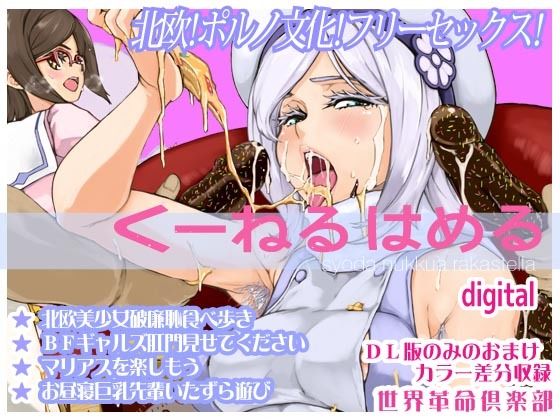 北欧!ポルノ文化!フリーセックス!
くーねるはめる
syödä nukkua rakastella
digital
★ 北欧美少女破廉恥食べ歩き
★ BFギャルズ肛門見せてください
★ マリアスを楽しもう
★ お昼寝巨乳先輩いたずら遊び
DL版のみのおまけ
カラー差分収録
世界革命倶楽部